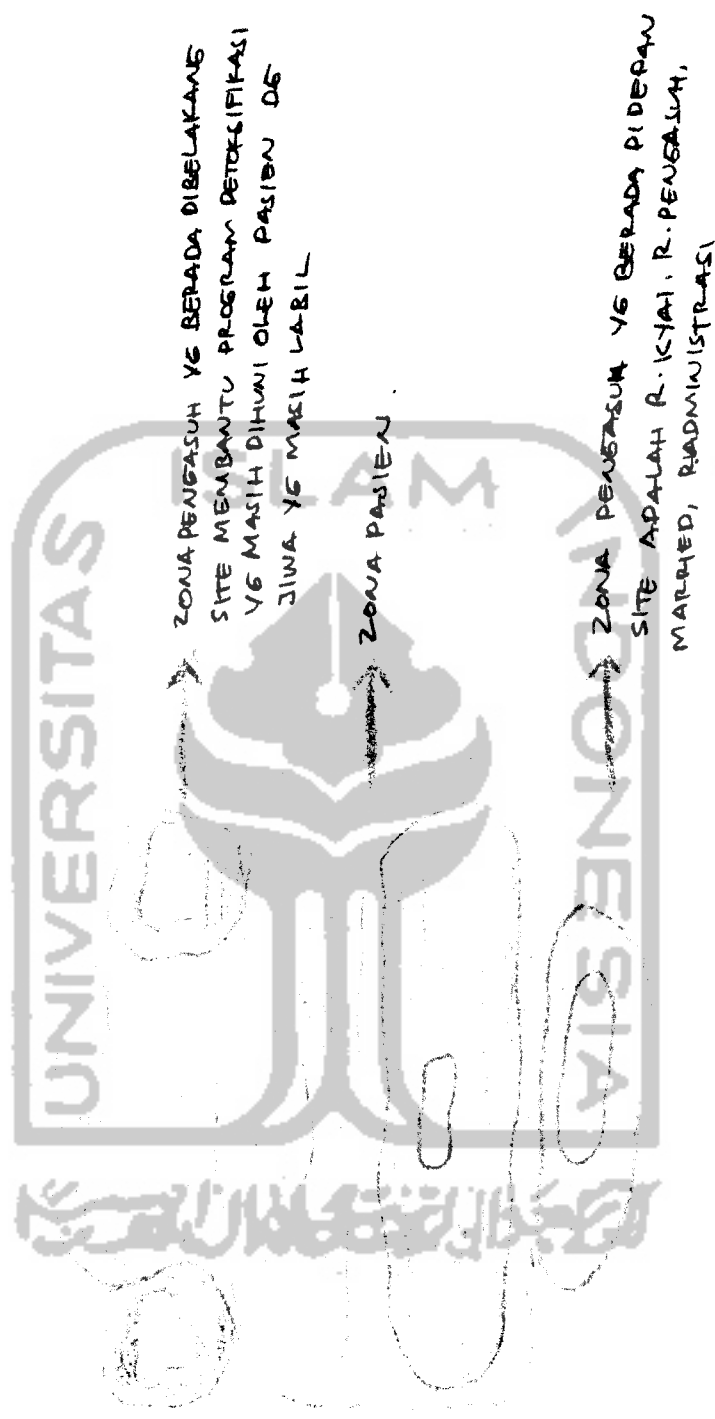 ZONA PENGASUH YG BERADA DIBELAKANG
SITE MEMBANTU PROGRAM DETOKSIFIKASI
YG MASIH DIHUNI OLEH PASIEN DG
JIWA YG MASIH LABIL
ZONA PASIEN.
ZONA PENGASUH YG BERADA DIDEPAN
SITE ADALAH R. KYAI, R. PENGASUH,
MARRIED, R.ADMINISTRASI
UNIVERSITAS
ISLAM
INDONESIA